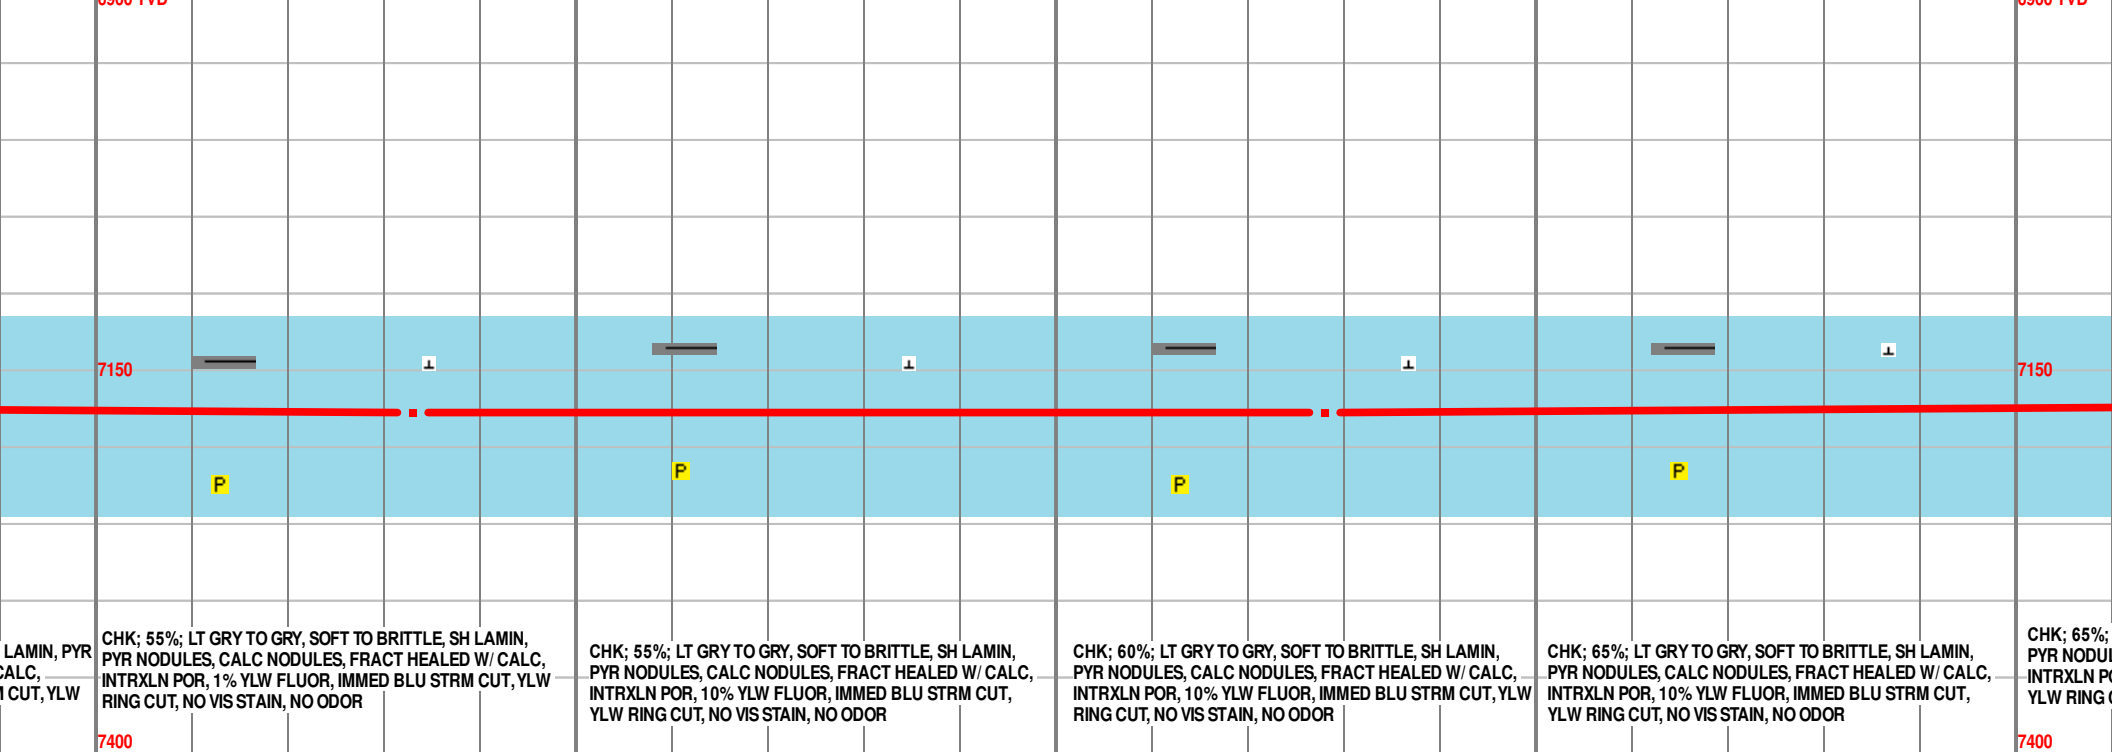 6900 TVD
6900 TVD
7150
7150
P
P
P
P
LAMIN, PYR
CALC,
CUT, YLW
CHK; 55%; LT GRY TO GRY, SOFT TO BRITTLE, SH LAMIN,
PYR NODULES, CALC NODULES, FRACT HEALED W/ CALC,
INTRXLN POR, 1% YLW FLUOR, IMMED BLU STRM CUT, YLW
RING CUT, NO VIS STAIN, NO ODOR
CHK; 55%; LT GRY TO GRY, SOFT TO BRITTLE, SH LAMIN,
PYR NODULES, CALC NODULES, FRACT HEALED W/ CALC,
INTRXLN POR, 10% YLW FLUOR, IMMED BLU STRM CUT,
YLW RING CUT, NO VIS STAIN, NO ODOR
CHK; 60%; LT GRY TO GRY, SOFT TO BRITTLE, SH LAMIN,
PYR NODULES, CALC NODULES, FRACT HEALED W/ CALC,
INTRXLN POR, 10% YLW FLUOR, IMMED BLU STRM CUT, YLW
RING CUT, NO VIS STAIN, NO ODOR
CHK; 65%; LT GRY TO GRY, SOFT TO BRITTLE, SH LAMIN,
PYR NODULES, CALC NODULES, FRACT HEALED W/ CALC,
INTRXLN POR, 10% YLW FLUOR, IMMED BLU STRM CUT,
YLW RING CUT, NO VIS STAIN, NO ODOR
CHK; 65%;
PYR NODUL
INTRXLN PO
YLW RING
7400
7400